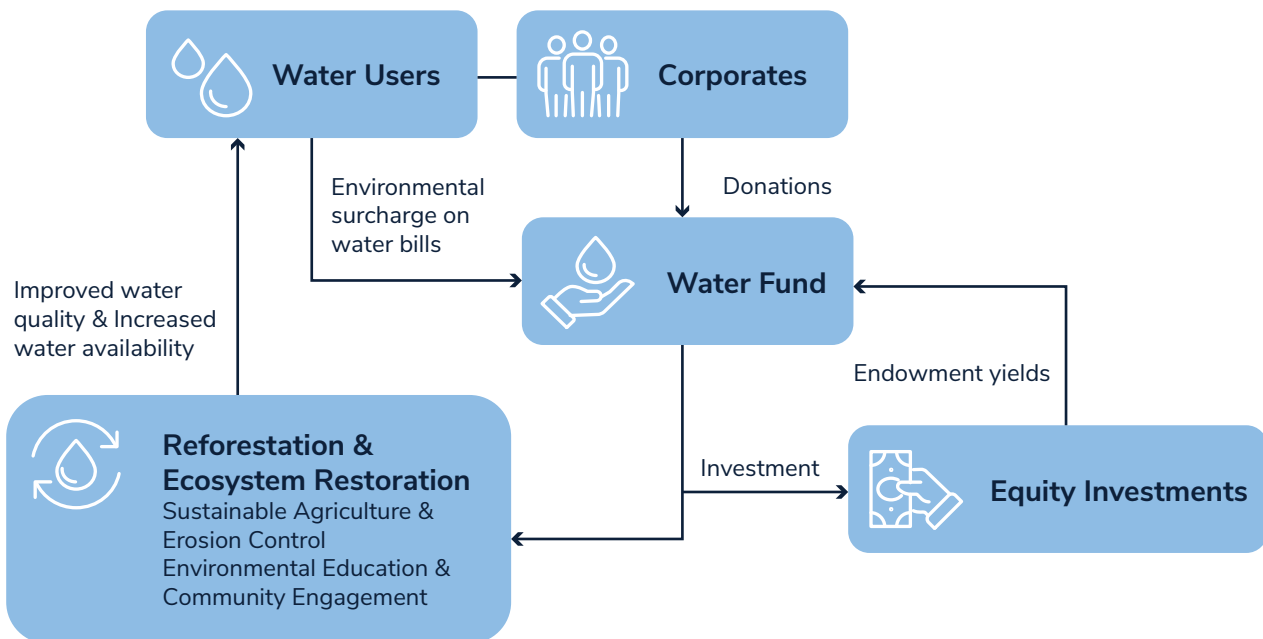 Water Users
Corporates
Environmental
surcharge on
water bills
Donations
Water Fund
Improved water
quality & Increased
water availability
Endowment yields
Reforestation &
Ecosystem Restoration
Sustainable Agriculture &
Erosion Control
Environmental Education &
Community Engagement
Investment
Equity Investments